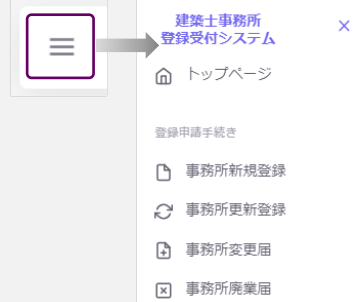 建築士事務所
登録受付システム
トップページ
登録申請手続き
事務所新規登録
事務所更新登録
事務所変更届
事務所廃業届